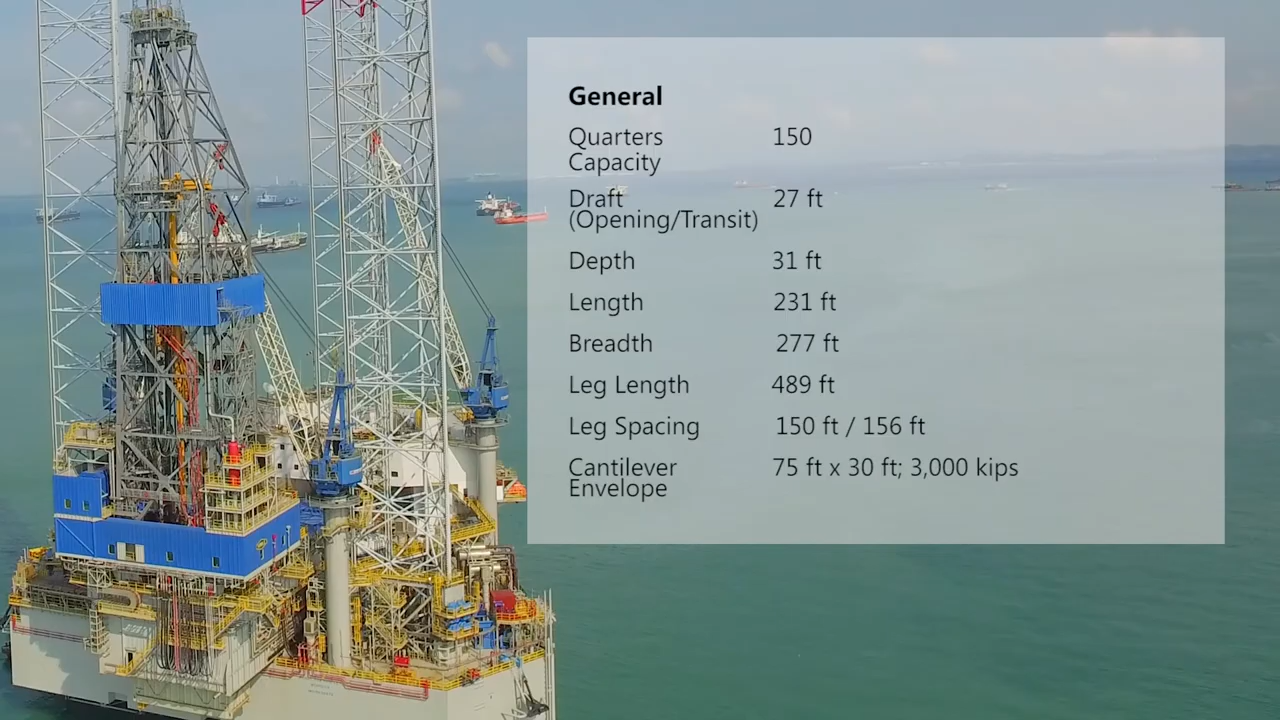 General
Quarters 150
Capacity
Draft 27 ft
(Opening/Transit)
Depth 31 ft
Length 231 ft
Breadth 277 ft
Leg Length 489 ft
Leg Spacing 150 ft / 156 ft
Cantilever 75 ft x 30 ft; 3,000 kips
Envelope